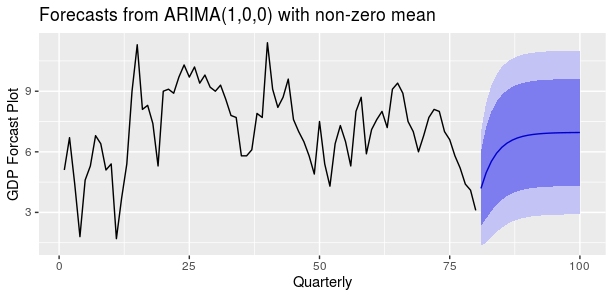 Forecasts from ARIMA(1,0,0) with non-zero mean
GDP Forcast Plot
9
6
3
0
25
50
75
100
Quarterly